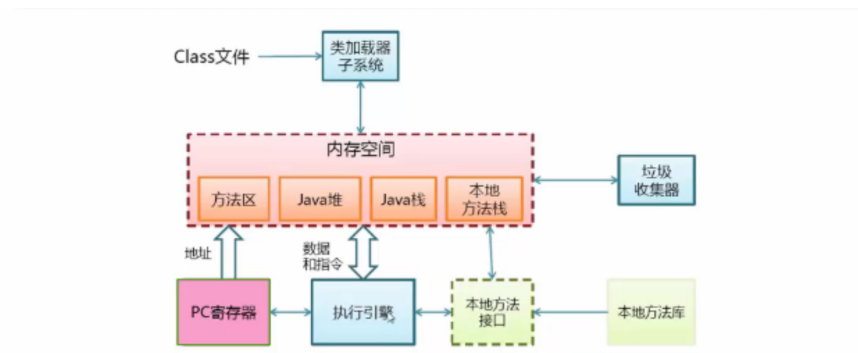 Class文件
类加载器
子系统
内存空间
方法区
Java堆
Java栈
本地
方法栈
垃圾
收集器
地址
数据
和指令
PC寄存器
执行引擎
本地方法
接口
本地方法库